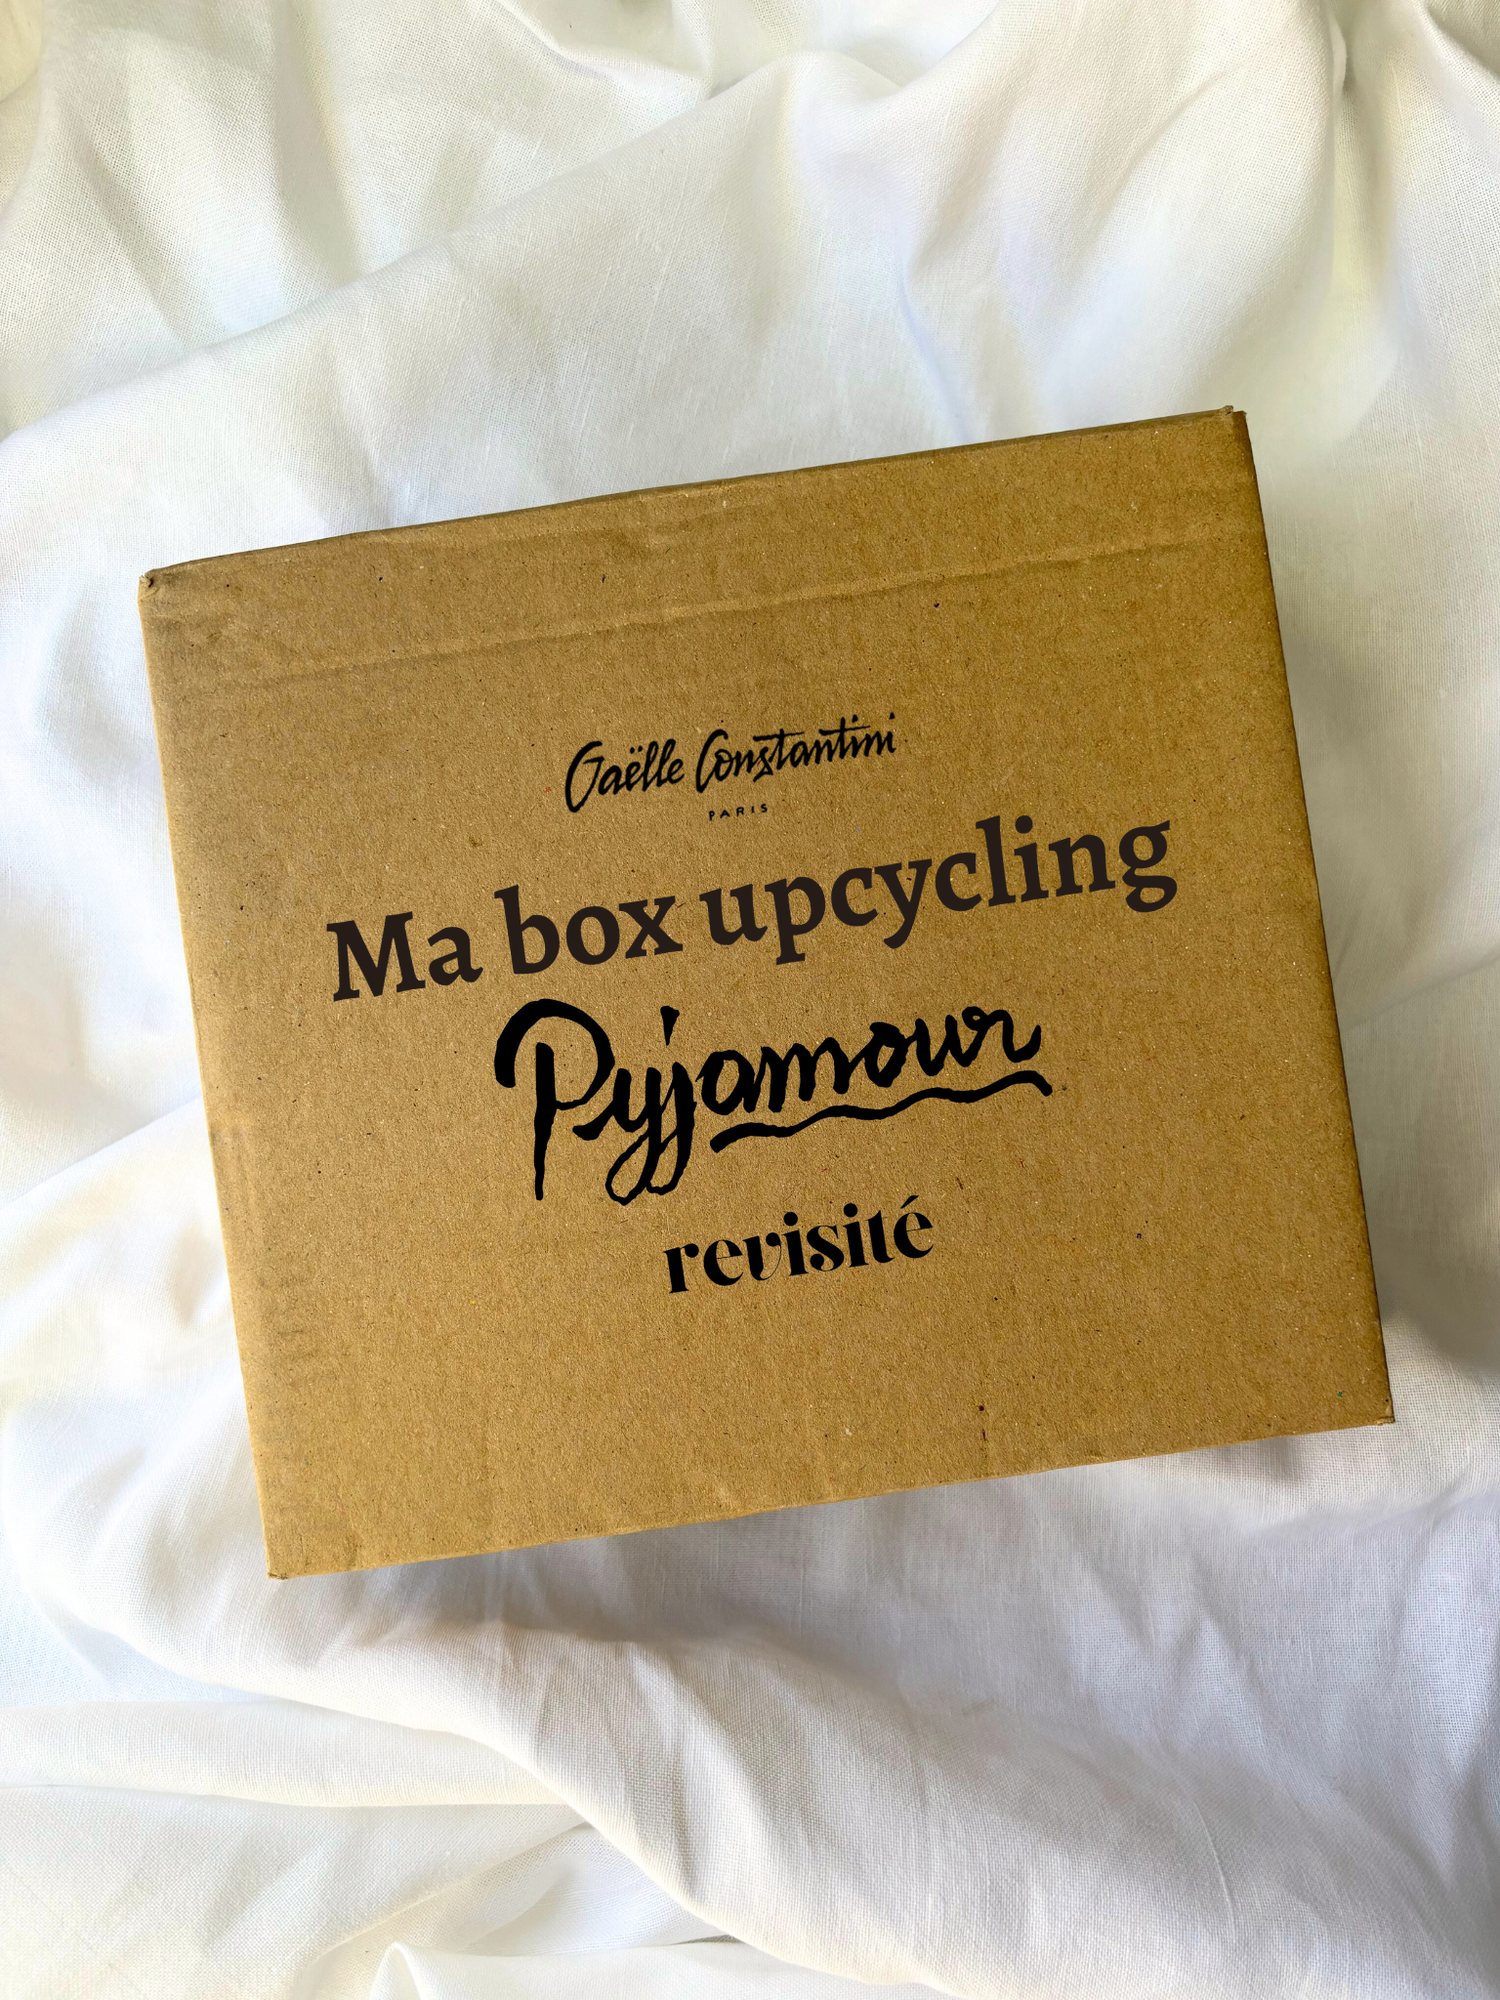 Gaëlle Constantini
PARIS
Ma box upcycling
Pyjamour
revisité